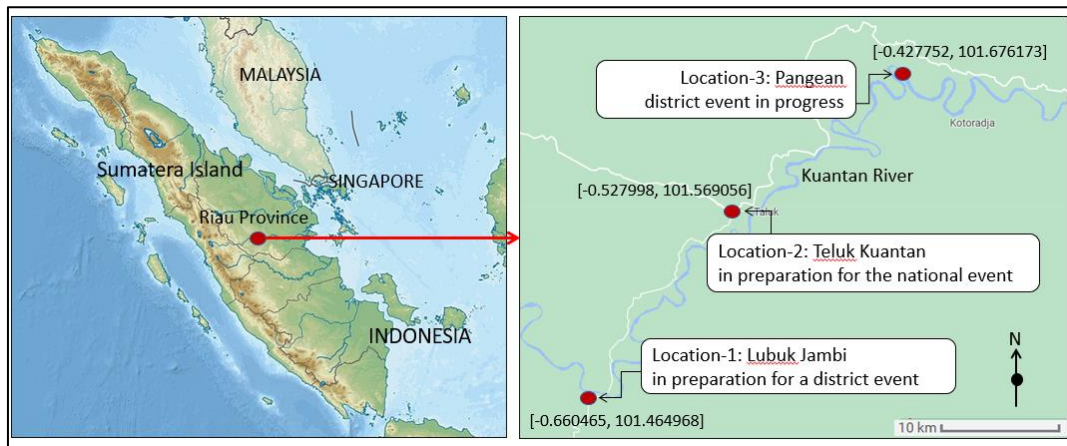 MALAYSIA
Sumatera Island
SINGAPORE
Riau Province
INDONESIA
[-0.427752, 101.676173]
Location-3: Pangean
district event in progress
Kotoradja
Kuantan River
[-0.527998, 101.569056]
Taluk
Location-2: Teluk Kuantan
in preparation for the national event
Location-1: Lubuk Jambi
in preparation for a district event
N
[-0.660465, 101.464968]
10 km